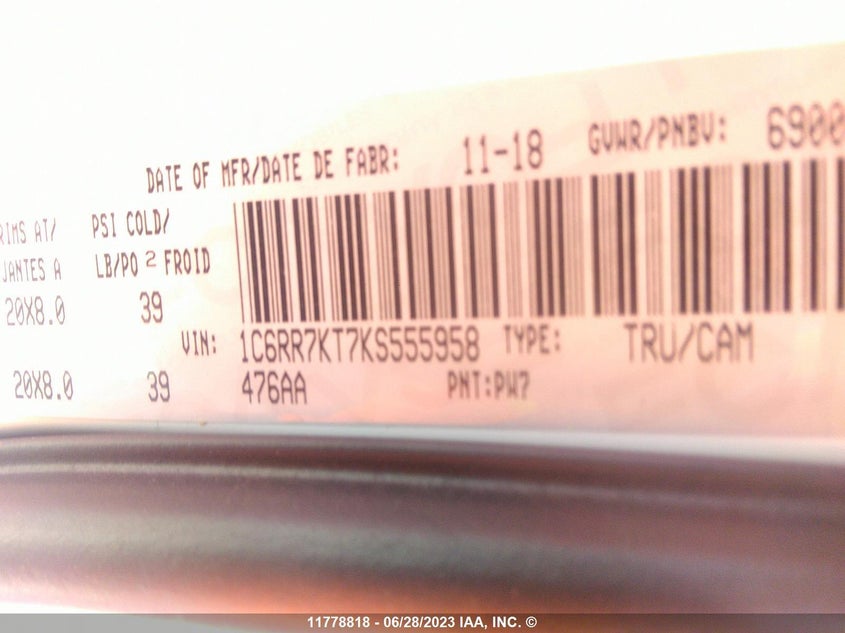 DATE OF MFR/DATE DE FABR: 11-18 GVWR/PNBV: 6900
RIMS AT/ PSI COLD/
JANTES A LB/PO 2 FROID
20X8.0 39
VIN: 1C6RR7KT7KS555958 TYPE: TRU/CAM
20X8.0 39 476AA PNT:PW7
11778818 - 06/28/2023 IAA, INC. ©